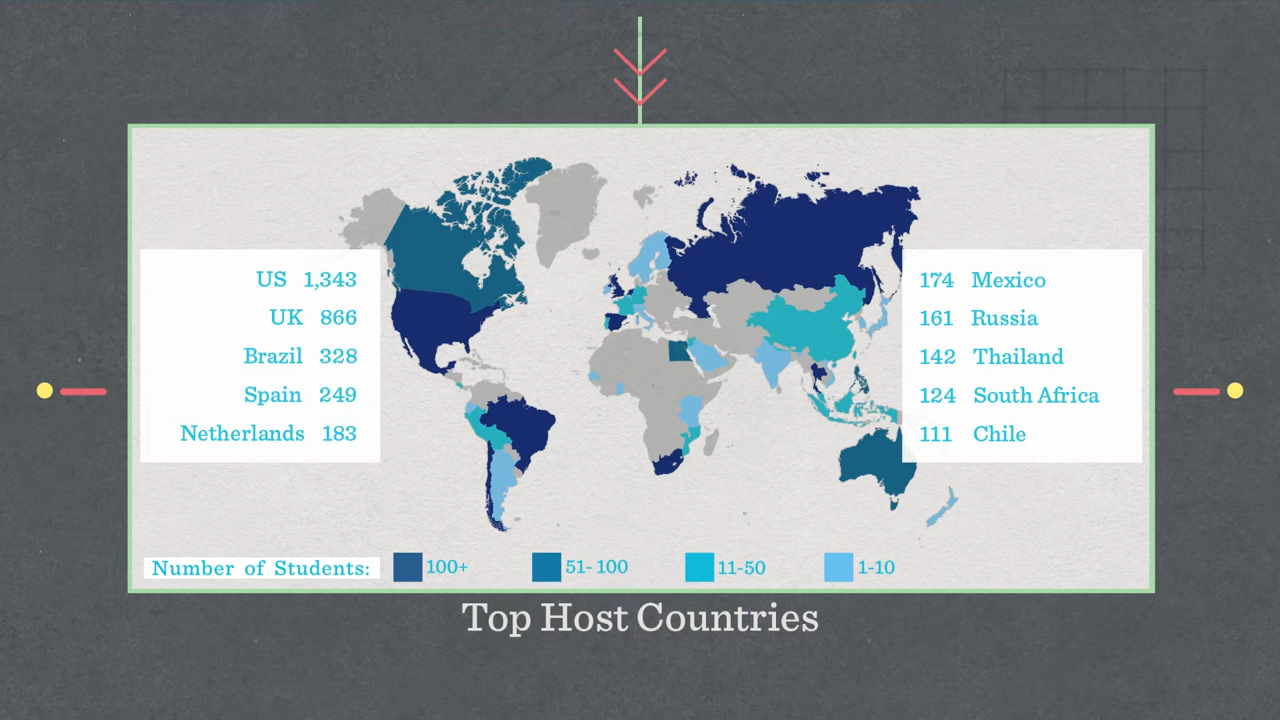 US 1,343
UK 866
Brazil 328
Spain 249
Netherlands 183
174 Mexico
161 Russia
142 Thailand
124 South Africa
111 Chile
Number of Students: 100+ 51-100 11-50 1-10
Top Host Countries